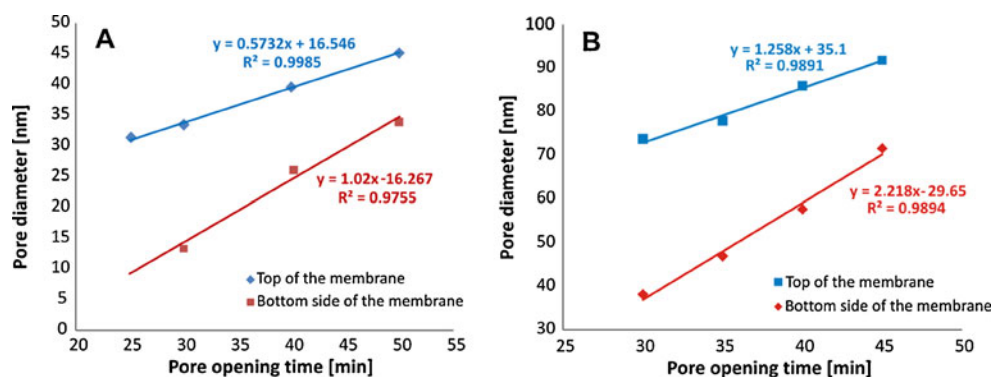 A
y = 0.5732x + 16.546
R² = 0.9985
y = 1.02x-16.267
R² = 0.9755
Top of the membrane
Bottom side of the membrane
Pore diameter [nm]
50
45
40
35
30
25
20
15
10
5
0
20 25 30 35 40 45 50 55
Pore opening time [min]
B
y = 1.258x + 35.1
R² = 0.9891
y = 2.218x-29.65
R² = 0.9894
Top of the membrane
Bottom side of the membrane
Pore diameter [nm]
100
90
80
70
60
50
40
30
25 30 35 40 45 50
Pore opening time [min]